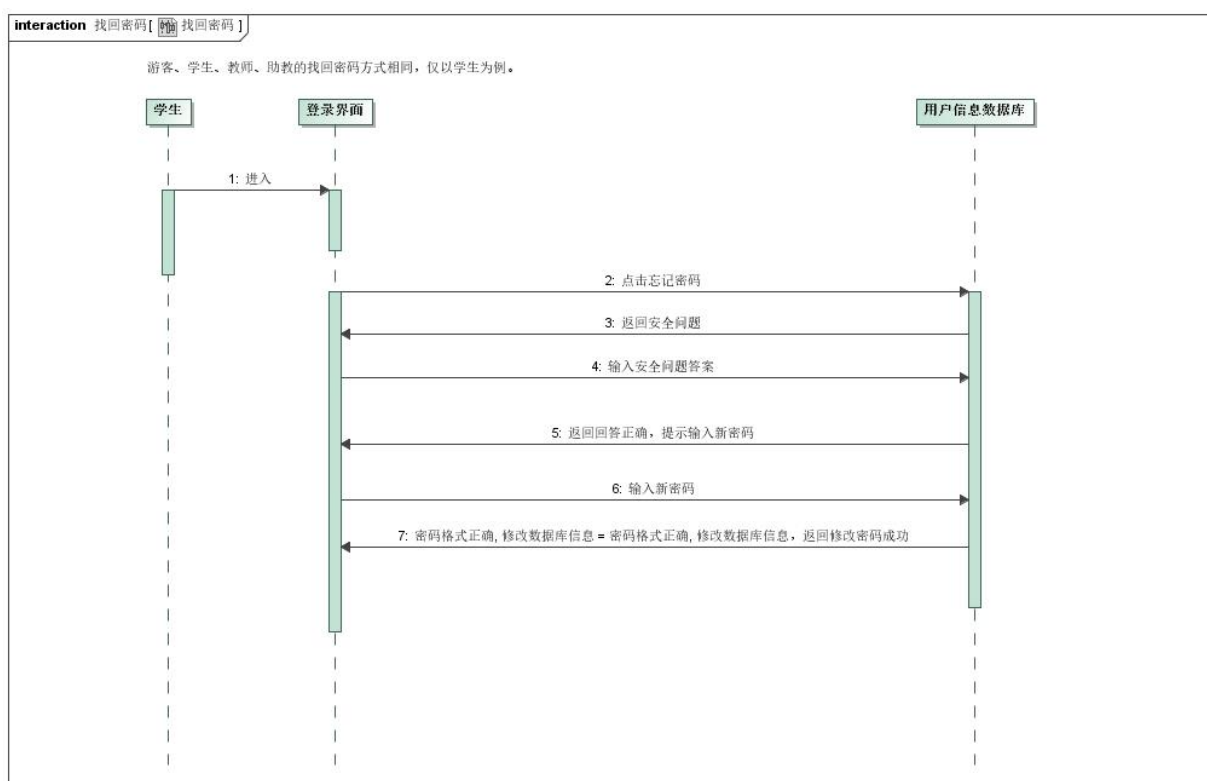 interaction 找回密码[ 找回密码 ]
游客、学生、教师、助教的找回密码方式相同，仅以学生为例。
学生
登录界面
用户信息数据库
1: 进入
2: 点击忘记密码
3: 返回安全问题
4: 输入安全问题答案
5: 返回回答正确，提示输入新密码
6: 输入新密码
7: 密码格式正确, 修改数据库信息 = 密码格式正确, 修改数据库信息，返回修改密码成功